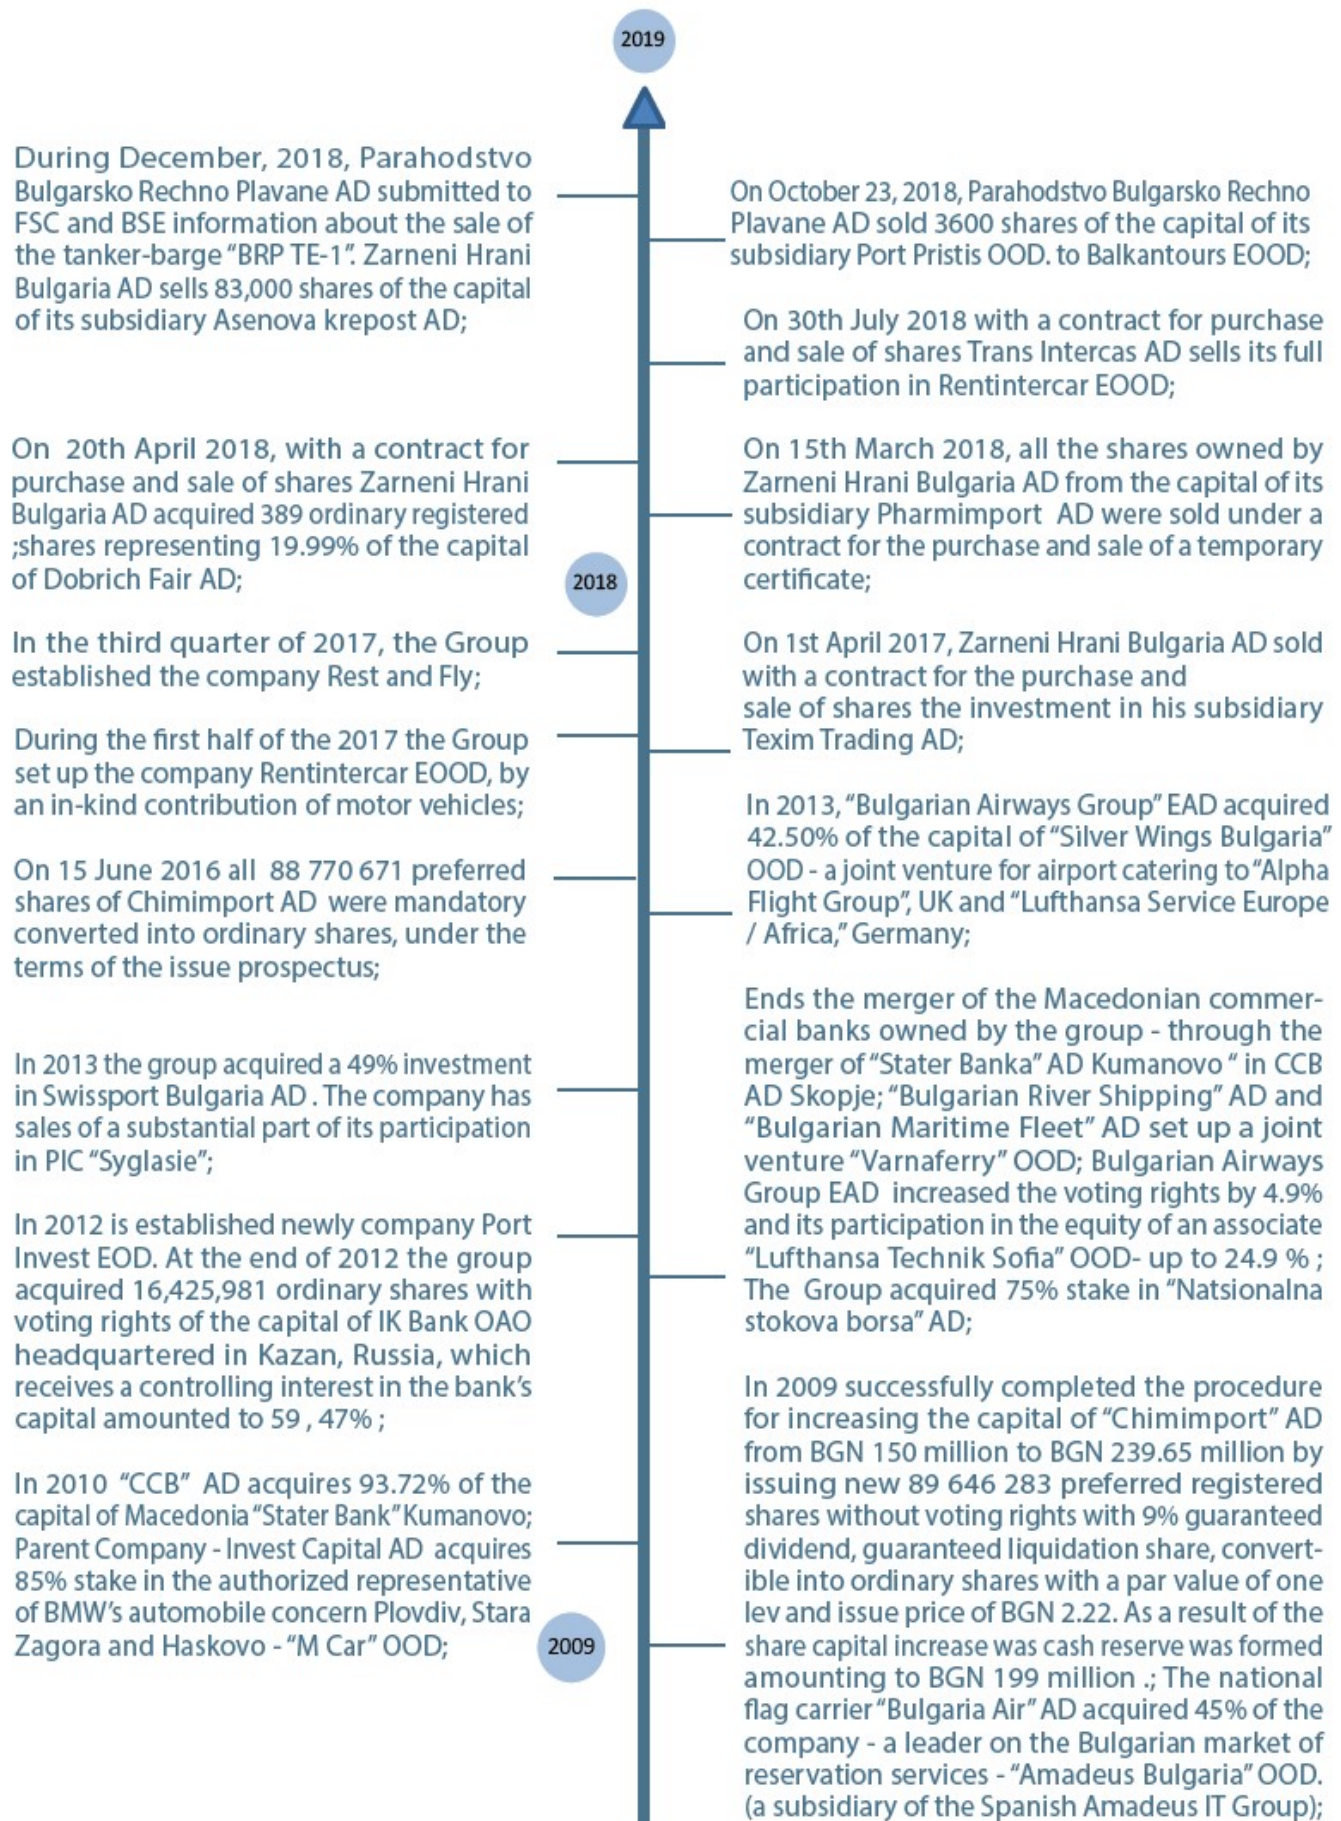 2019
During December, 2018, Parahodstvo
Bulgarsko Rechno Plavane AD submitted to
FSC and BSE information about the sale of
the tanker-barge “BRP TE-1”. Zarneni Hrani
Bulgaria AD sells 83,000 shares of the capital
of its subsidiary Asenova krepost AD;
On October 23, 2018, Parahodstvo Bulgarsko Rechno
Plavane AD sold 3600 shares of the capital of its
subsidiary Port Pristis OOD. to Balkantours EOOD;
On 30th July 2018 with a contract for purchase
and sale of shares Trans Intercas AD sells its full
participation in Rentintercar EOOD;
On 20th April 2018, with a contract for
purchase and sale of shares Zarneni Hrani
Bulgaria AD acquired 389 ordinary registered
;shares representing 19.99% of the capital
of Dobrich Fair AD;
On 15th March 2018, all the shares owned by
Zarneni Hrani Bulgaria AD from the capital of its
subsidiary Pharmimport AD were sold under a
contract for the purchase and sale of a temporary
certificate;
2018
In the third quarter of 2017, the Group
established the company Rest and Fly;
On 1st April 2017, Zarneni Hrani Bulgaria AD sold
with a contract for the purchase and
sale of shares the investment in his subsidiary
Texim Trading AD;
During the first half of the 2017 the Group
set up the company Rentintercar EOOD, by
an in-kind contribution of motor vehicles;
In 2013, “Bulgarian Airways Group” EAD acquired
42.50% of the capital of “Silver Wings Bulgaria”
OOD - a joint venture for airport catering to “Alpha
Flight Group”, UK and “Lufthansa Service Europe
/ Africa,” Germany;
On 15 June 2016 all 88 770 671 preferred
shares of Chimimport AD were mandatory
converted into ordinary shares, under the
terms of the issue prospectus;
Ends the merger of the Macedonian commer-
cial banks owned by the group - through the
merger of “Stater Banka” AD Kumanovo “ in CCB
AD Skopje; “Bulgarian River Shipping” AD and
“Bulgarian Maritime Fleet” AD set up a joint
venture “Varnaferry” OOD; Bulgarian Airways
Group EAD increased the voting rights by 4.9%
and its participation in the equity of an associate
“Lufthansa Technik Sofia” OOD- up to 24.9 % ;
The Group acquired 75% stake in “Natsionalna
stokova borsa” AD;
In 2013 the group acquired a 49% investment
in Swissport Bulgaria AD . The company has
sales of a substantial part of its participation
in PIC “Syglasie”;
In 2012 is established newly company Port
Invest EOD. At the end of 2012 the group
acquired 16,425,981 ordinary shares with
voting rights of the capital of IK Bank OAO
headquartered in Kazan, Russia, which
receives a controlling interest in the bank’s
capital amounted to 59 , 47% ;
In 2009 successfully completed the procedure
for increasing the capital of “Chimimport” AD
from BGN 150 million to BGN 239.65 million by
issuing new 89 646 283 preferred registered
shares without voting rights with 9% guaranteed
dividend, guaranteed liquidation share, convert-
ible into ordinary shares with a par value of one
lev and issue price of BGN 2.22. As a result of the
share capital increase was cash reserve was formed
amounting to BGN 199 million .; The national
flag carrier “Bulgaria Air” AD acquired 45% of the
company - a leader on the Bulgarian market of
reservation services - “Amadeus Bulgaria” OOD.
(a subsidiary of the Spanish Amadeus IT Group);
In 2010 “CCB” AD acquires 93.72% of the
capital of Macedonia “Stater Bank” Kumanovo;
Parent Company - Invest Capital AD acquires
85% stake in the authorized representative
of BMW’s automobile concern Plovdiv, Stara
Zagora and Haskovo - “M Car” OOD;
2009